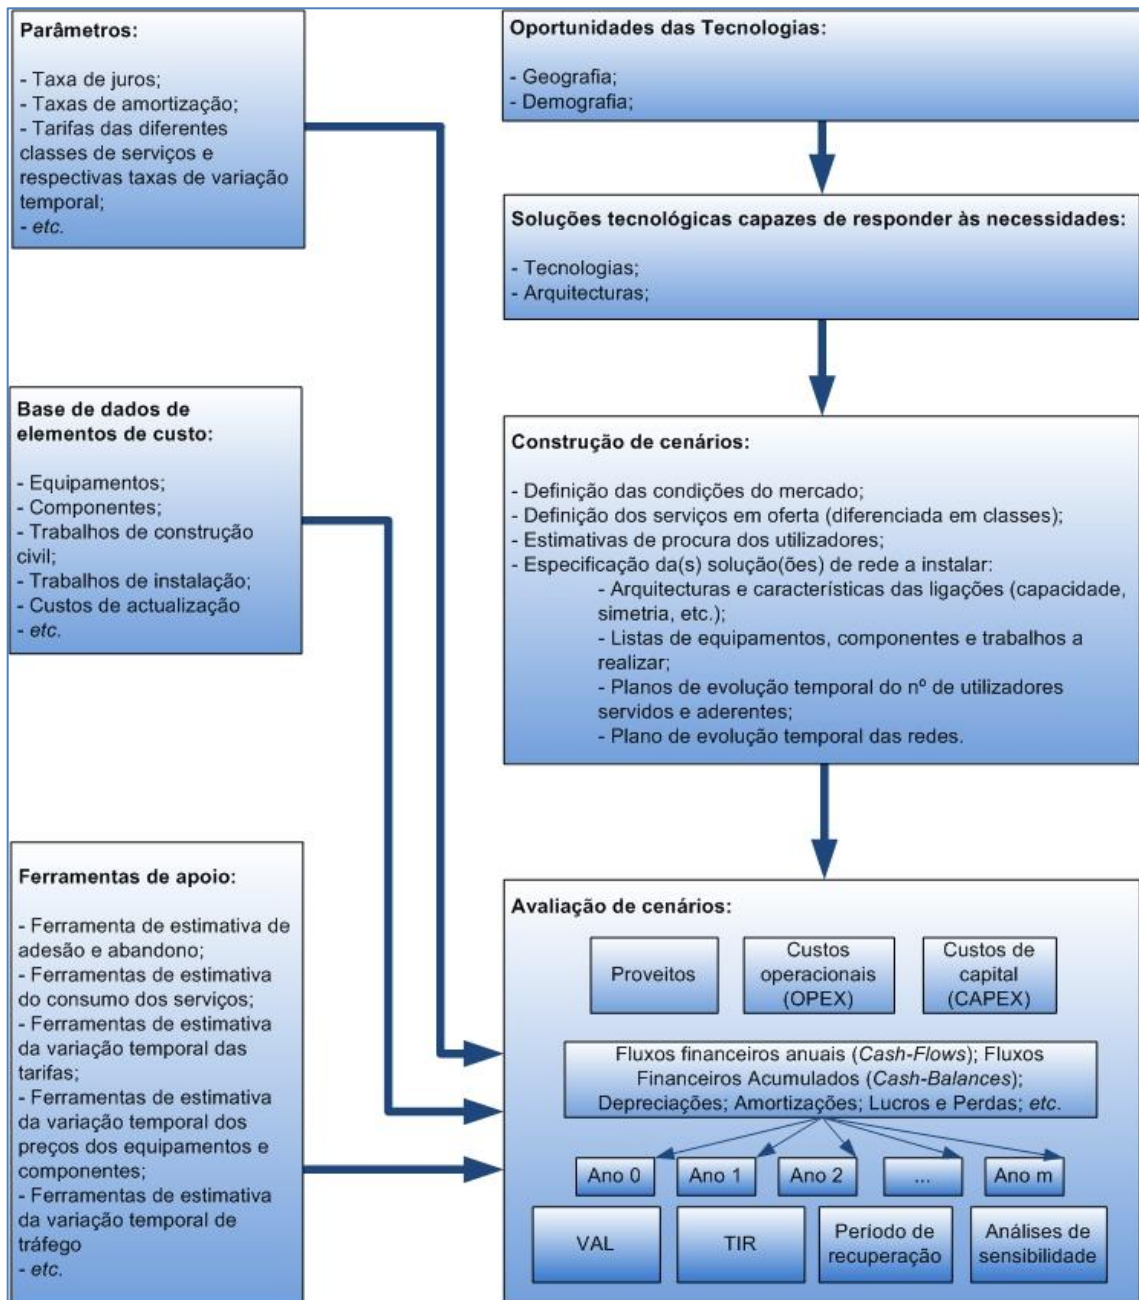 Parâmetros:
- Taxa de juros;
- Taxas de amortização;
- Tarifas das diferentes
classes de serviços e
respectivas taxas de variação
temporal;
- etc.
Oportunidades das Tecnologias:
- Geografia;
- Demografia;
Soluções tecnológicas capazes de responder às necessidades:
- Tecnologias;
- Arquitecturas;
Base de dados de
elementos de custo:
- Equipamentos;
- Componentes;
- Trabalhos de construção
civil;
- Trabalhos de instalação;
- Custos de actualização
- etc.
Construção de cenários:
- Definição das condições do mercado;
- Definição dos serviços em oferta (diferenciada em classes);
- Estimativas de procura dos utilizadores;
- Especificação da(s) solução(ões) de rede a instalar:
- Arquitecturas e características das ligações (capacidade,
simetria, etc.);
- Listas de equipamentos, componentes e trabalhos a
realizar;
- Planos de evolução temporal do nº de utilizadores
servidos e aderentes;
- Plano de evolução temporal das redes.
Ferramentas de apoio:
- Ferramenta de estimativa de
adesão e abandono;
- Ferramentas de estimativa
do consumo dos serviços;
- Ferramentas de estimativa
da variação temporal das
tarifas;
- Ferramentas de estimativa
da variação temporal dos
preços dos equipamentos e
componentes;
- Ferramentas de estimativa
da variação temporal de
tráfego
- etc.
Avaliação de cenários:
Proveitos
Custos
operacionais
(OPEX)
Custos de
capital
(CAPEX)
Fluxos financeiros anuais (Cash-Flows); Fluxos
Financeiros Acumulados (Cash-Balances);
Depreciações; Amortizações; Lucros e Perdas; etc.
Ano 0
Ano 1
Ano 2
...
Ano m
VAL
TIR
Período de
recuperação
Análises de
sensibilidade